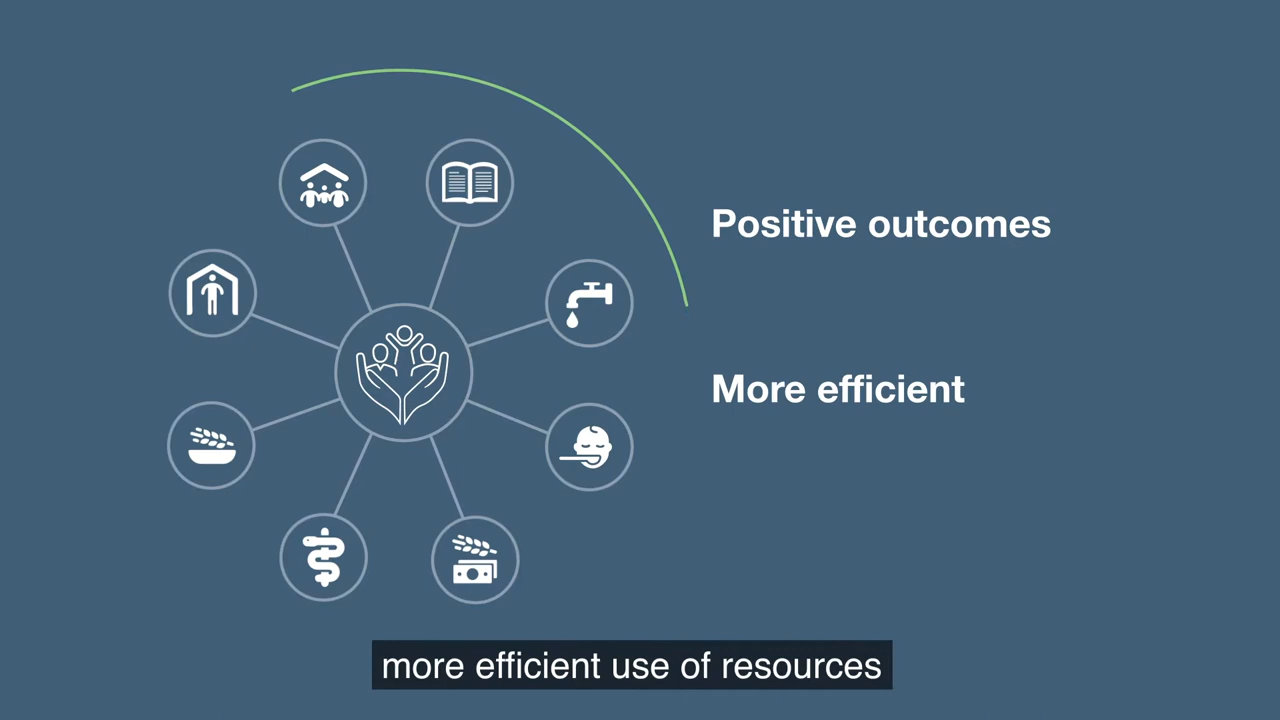 Positive outcomes
More efficient
more efficient use of resources